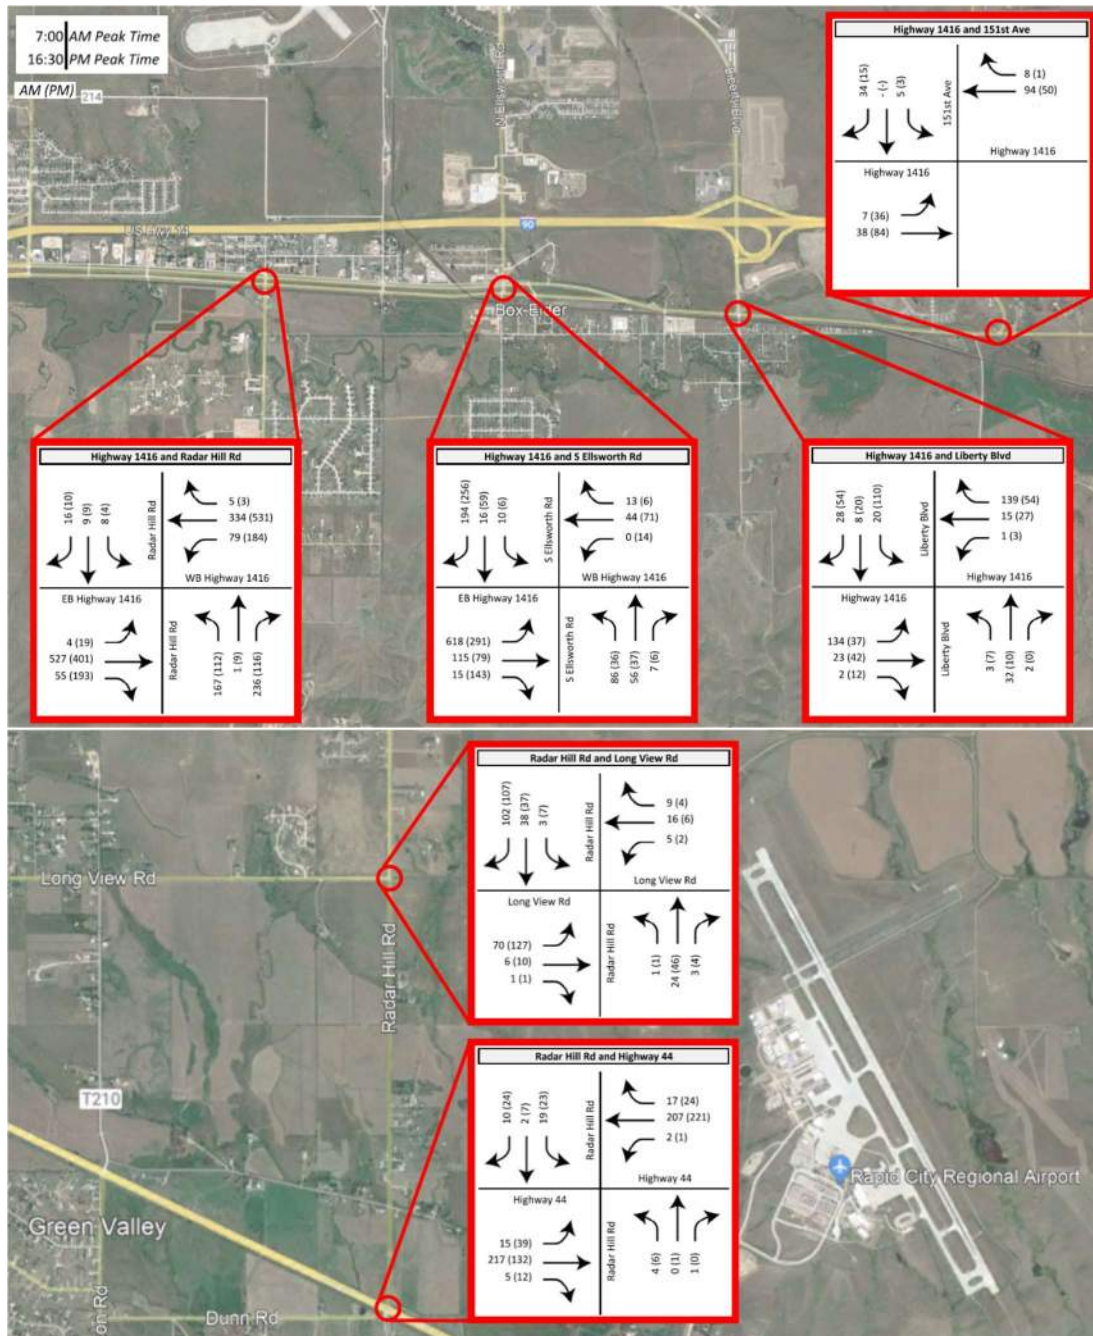 7:00 AM Peak Time
16:30 PM Peak Time
AM (PM)
214
N Ellsworth Rd
Liberty Blvd
US Hwy 14
90
Box Elder
Highway 1416 and 151st Ave
34 (15)
- (-)
5 (3)
151st Ave
8 (1)
94 (50)
Highway 1416
Highway 1416
7 (36)
38 (84)
Highway 1416 and Radar Hill Rd
16 (10)
9 (9)
8 (4)
Radar Hill Rd
5 (3)
334 (531)
79 (184)
WB Highway 1416
EB Highway 1416
4 (19)
527 (401)
55 (193)
Radar Hill Rd
167 (112)
1 (9)
236 (116)
Highway 1416 and S Ellsworth Rd
194 (256)
16 (59)
10 (6)
S Ellsworth Rd
13 (6)
44 (71)
0 (14)
WB Highway 1416
EB Highway 1416
618 (291)
115 (79)
15 (143)
S Ellsworth Rd
86 (36)
56 (37)
7 (6)
Highway 1416 and Liberty Blvd
28 (54)
8 (20)
20 (110)
Liberty Blvd
139 (54)
15 (27)
1 (3)
Highway 1416
Highway 1416
134 (37)
23 (42)
2 (12)
Liberty Blvd
3 (7)
32 (10)
2 (0)
Radar Hill Rd and Long View Rd
102 (107)
38 (37)
3 (7)
Radar Hill Rd
9 (4)
16 (6)
5 (2)
Long View Rd
Long View Rd
70 (127)
6 (10)
1 (1)
Radar Hill Rd
1 (1)
24 (46)
3 (4)
Long View Rd
Radar Hill Rd
T210
Radar Hill Rd and Highway 44
10 (24)
2 (7)
19 (23)
Radar Hill Rd
17 (24)
207 (221)
2 (1)
Highway 44
Highway 44
15 (39)
217 (132)
5 (12)
Radar Hill Rd
4 (6)
0 (1)
1 (0)
Rapid City Regional Airport
Green Valley
on Rd
Dunn Rd